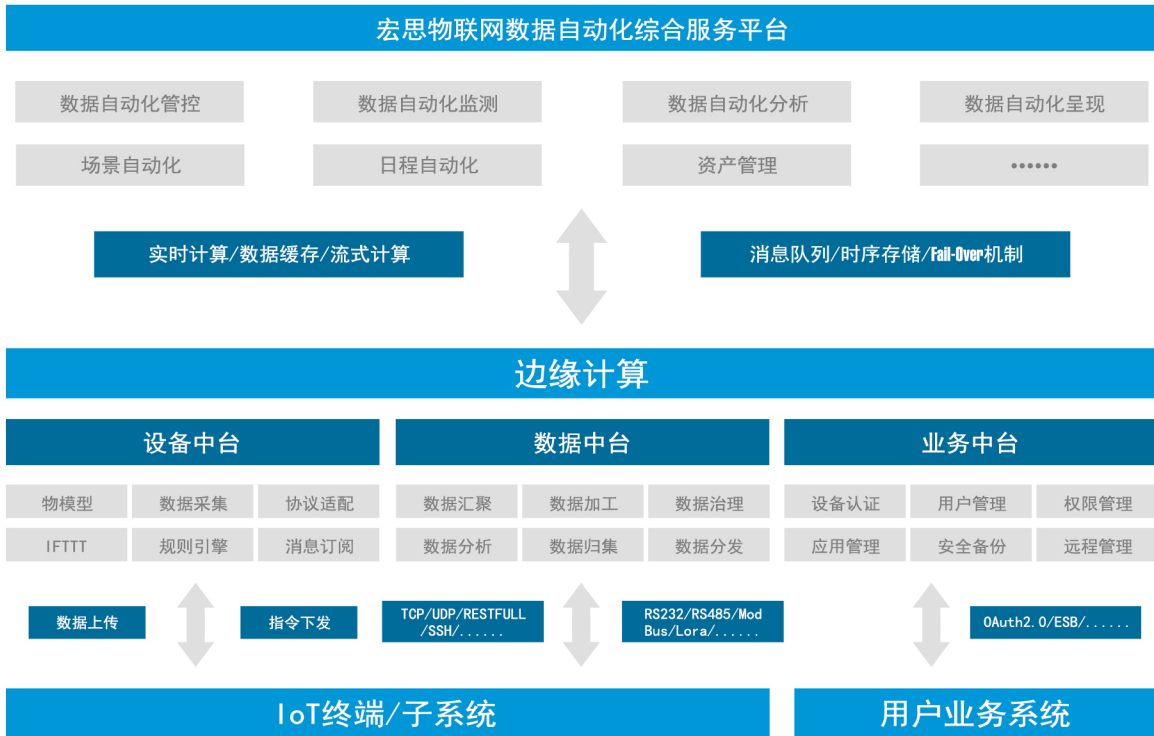 宏思物联网数据自动化综合服务平台
数据自动化管控
数据自动化监测
数据自动化分析
数据自动化呈现
场景自动化
日程自动化
资产管理
••••••
实时计算/数据缓存/流式计算
消息队列/时序存储/Fail-Over机制
边缘计算
设备中台
数据中台
业务中台
物模型
数据采集
协议适配
数据汇聚
数据加工
数据治理
设备认证
用户管理
权限管理
IFTTT
规则引擎
消息订阅
数据分析
数据归集
数据分发
应用管理
安全备份
远程管理
数据上传
指令下发
TCP/UDP/RESTFULL
/SSH/......
RS232/RS485/Mod
Bus/Lora/......
OAuth2.0/ESB/......
IoT终端/子系统
用户业务系统